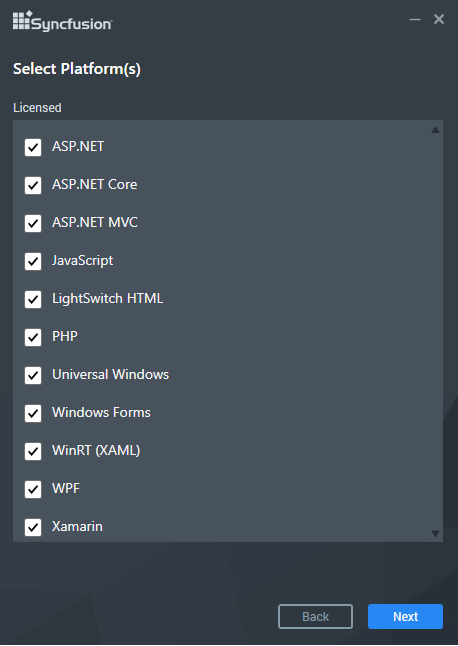 Syncfusion
Select Platform(s)
Licensed
ASP.NET
ASP.NET Core
ASP.NET MVC
JavaScript
LightSwitch HTML
PHP
Universal Windows
Windows Forms
WinRT (XAML)
WPF
Xamarin
Back Next